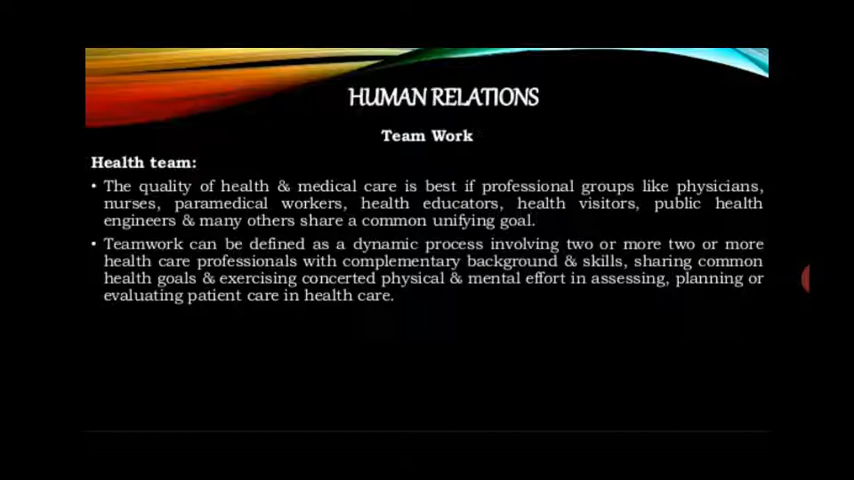 HUMAN RELATIONS
Team Work
Health team:
• The quality of health & medical care is best if professional groups like physicians,
nurses, paramedical workers, health educators, health visitors, public health
engineers & many others share a common unifying goal.
• Teamwork can be defined as a dynamic process involving two or more two or more
health care professionals with complementary background & skills, sharing common
health goals & exercising concerted physical & mental effort in assessing, planning or
evaluating patient care in health care.